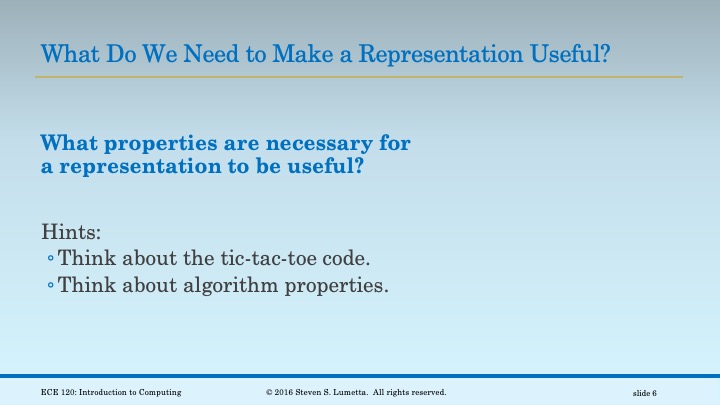 What Do We Need to Make a Representation Useful?
What properties are necessary for
a representation to be useful?
Hints:
◦Think about the tic-tac-toe code.
◦Think about algorithm properties.
ECE 120: Introduction to Computing © 2016 Steven S. Lumetta. All rights reserved. slide 6